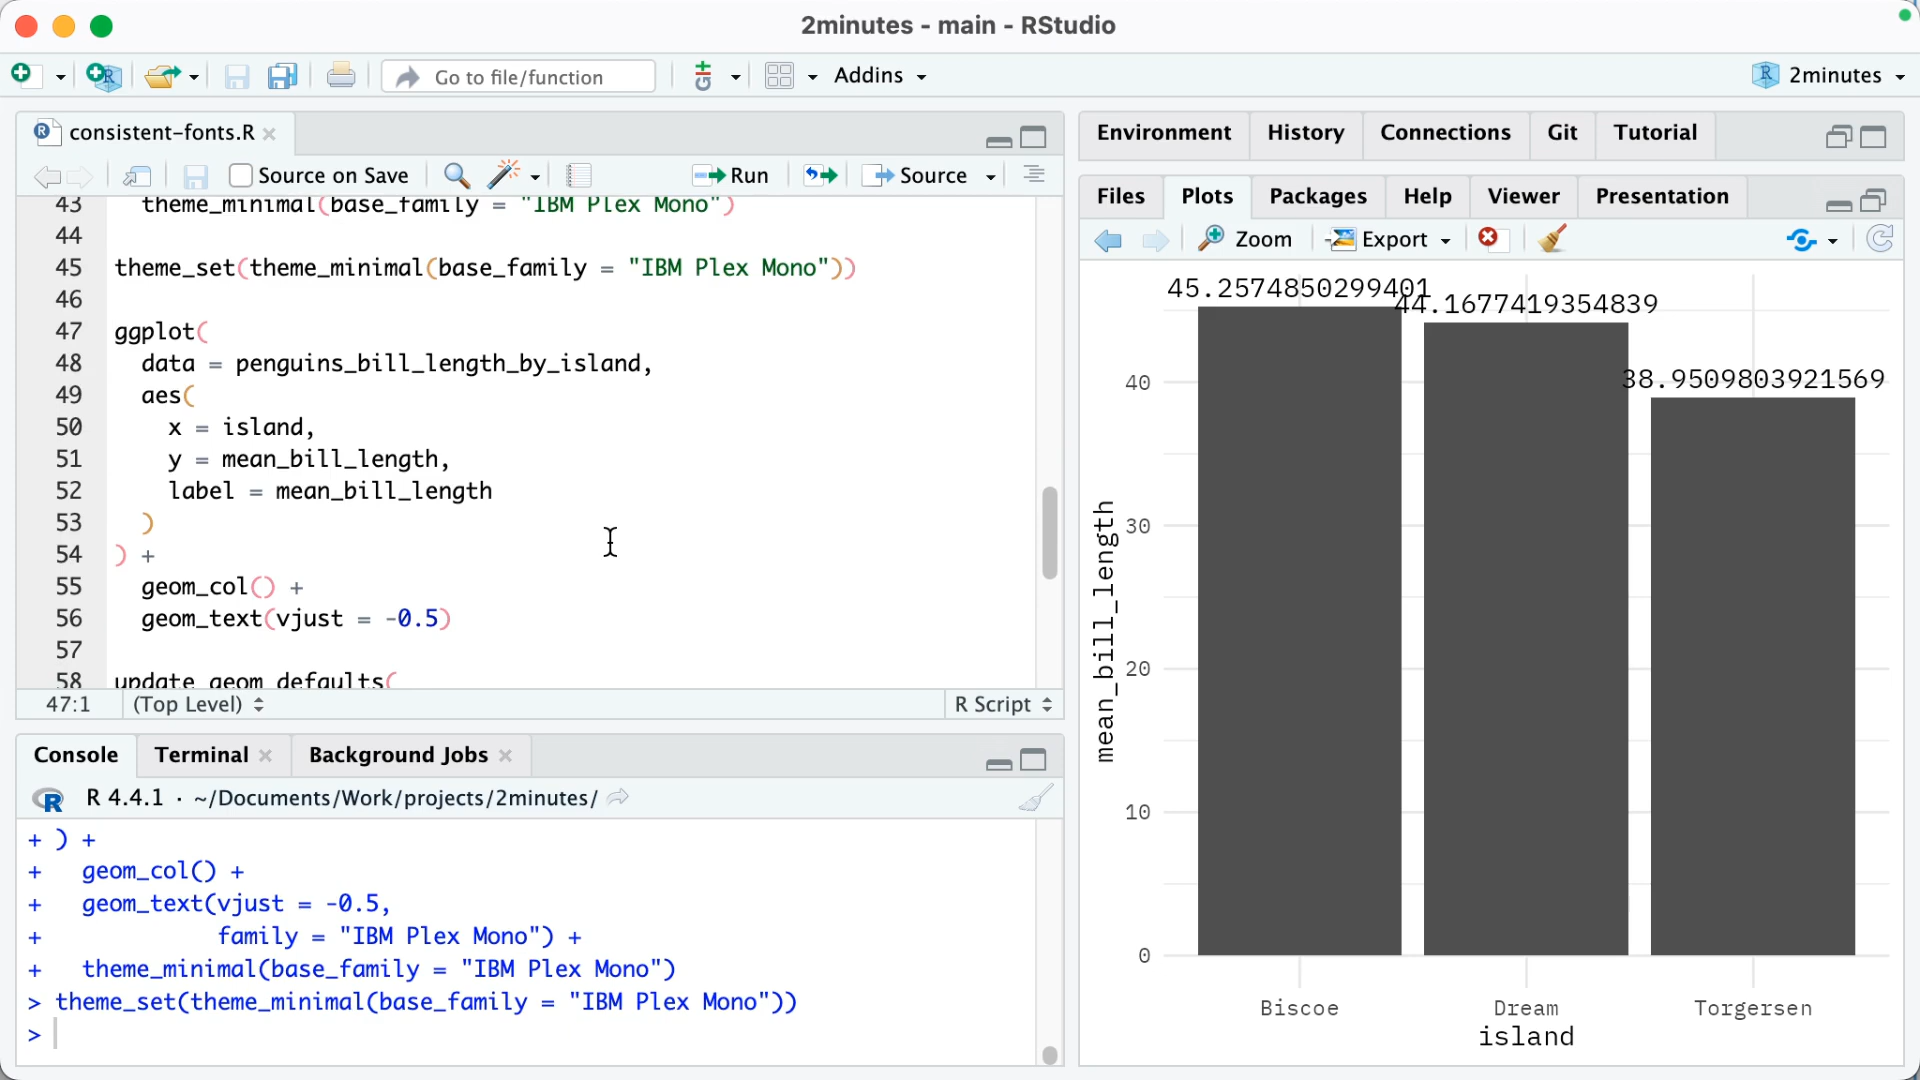 2minutes - main - RStudio
Go to file/function
Addins
2minutes
consistent-fonts.R
Source on Save
Run
Source
43 theme_minimal(base_family = "IBM Plex Mono")
44
45 theme_set(theme_minimal(base_family = "IBM Plex Mono"))
46
47 ggplot(
48 data = penguins_bill_length_by_island,
49 aes(
50 x = island,
51 y = mean_bill_length,
52 label = mean_bill_length
53 )
54 ) +
55 geom_col() +
56 geom_text(vjust = -0.5)
57
58 update_geom_defaults(
47:1 (Top Level) R Script
Console Terminal Background Jobs
R 4.4.1 · ~/Documents/Work/projects/2minutes/
+ ) +
+ geom_col() +
+ geom_text(vjust = -0.5,
+ family = "IBM Plex Mono") +
+ theme_minimal(base_family = "IBM Plex Mono")
> theme_set(theme_minimal(base_family = "IBM Plex Mono"))
>
Environment History Connections Git Tutorial
Files Plots Packages Help Viewer Presentation
Zoom Export
45.2574850299401
44.1677419354839
38.9509803921569
40
30
20
10
0
mean_bill_length
Biscoe Dream Torgersen
island